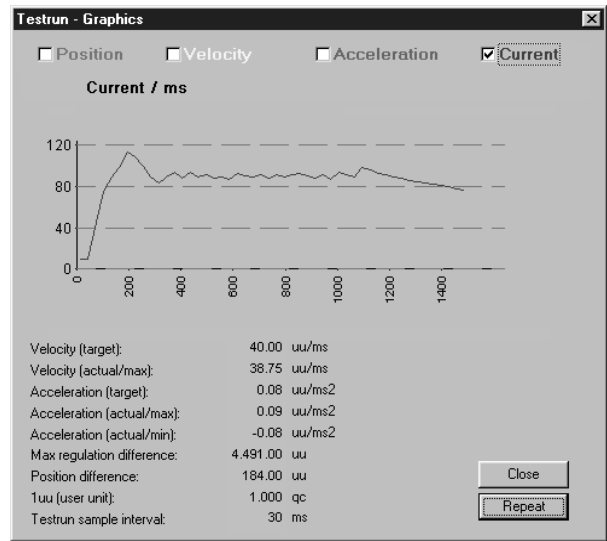 Testrun - Graphics
Position Velocity Acceleration Current
Current / ms
120
80
40
0
0 200 400 600 800 1000 1200 1400
Velocity (target): 40.00 uu/ms
Velocity (actual/max): 38.75 uu/ms
Acceleration (target): 0.08 uu/ms2
Acceleration (actual/max): 0.09 uu/ms2
Acceleration (actual/min): -0.08 uu/ms2
Max regulation difference: 4.491.00 uu
Position difference: 184.00 uu
1uu (user unit): 1.000 qc
Testrun sample interval: 30 ms
Close
Repeat